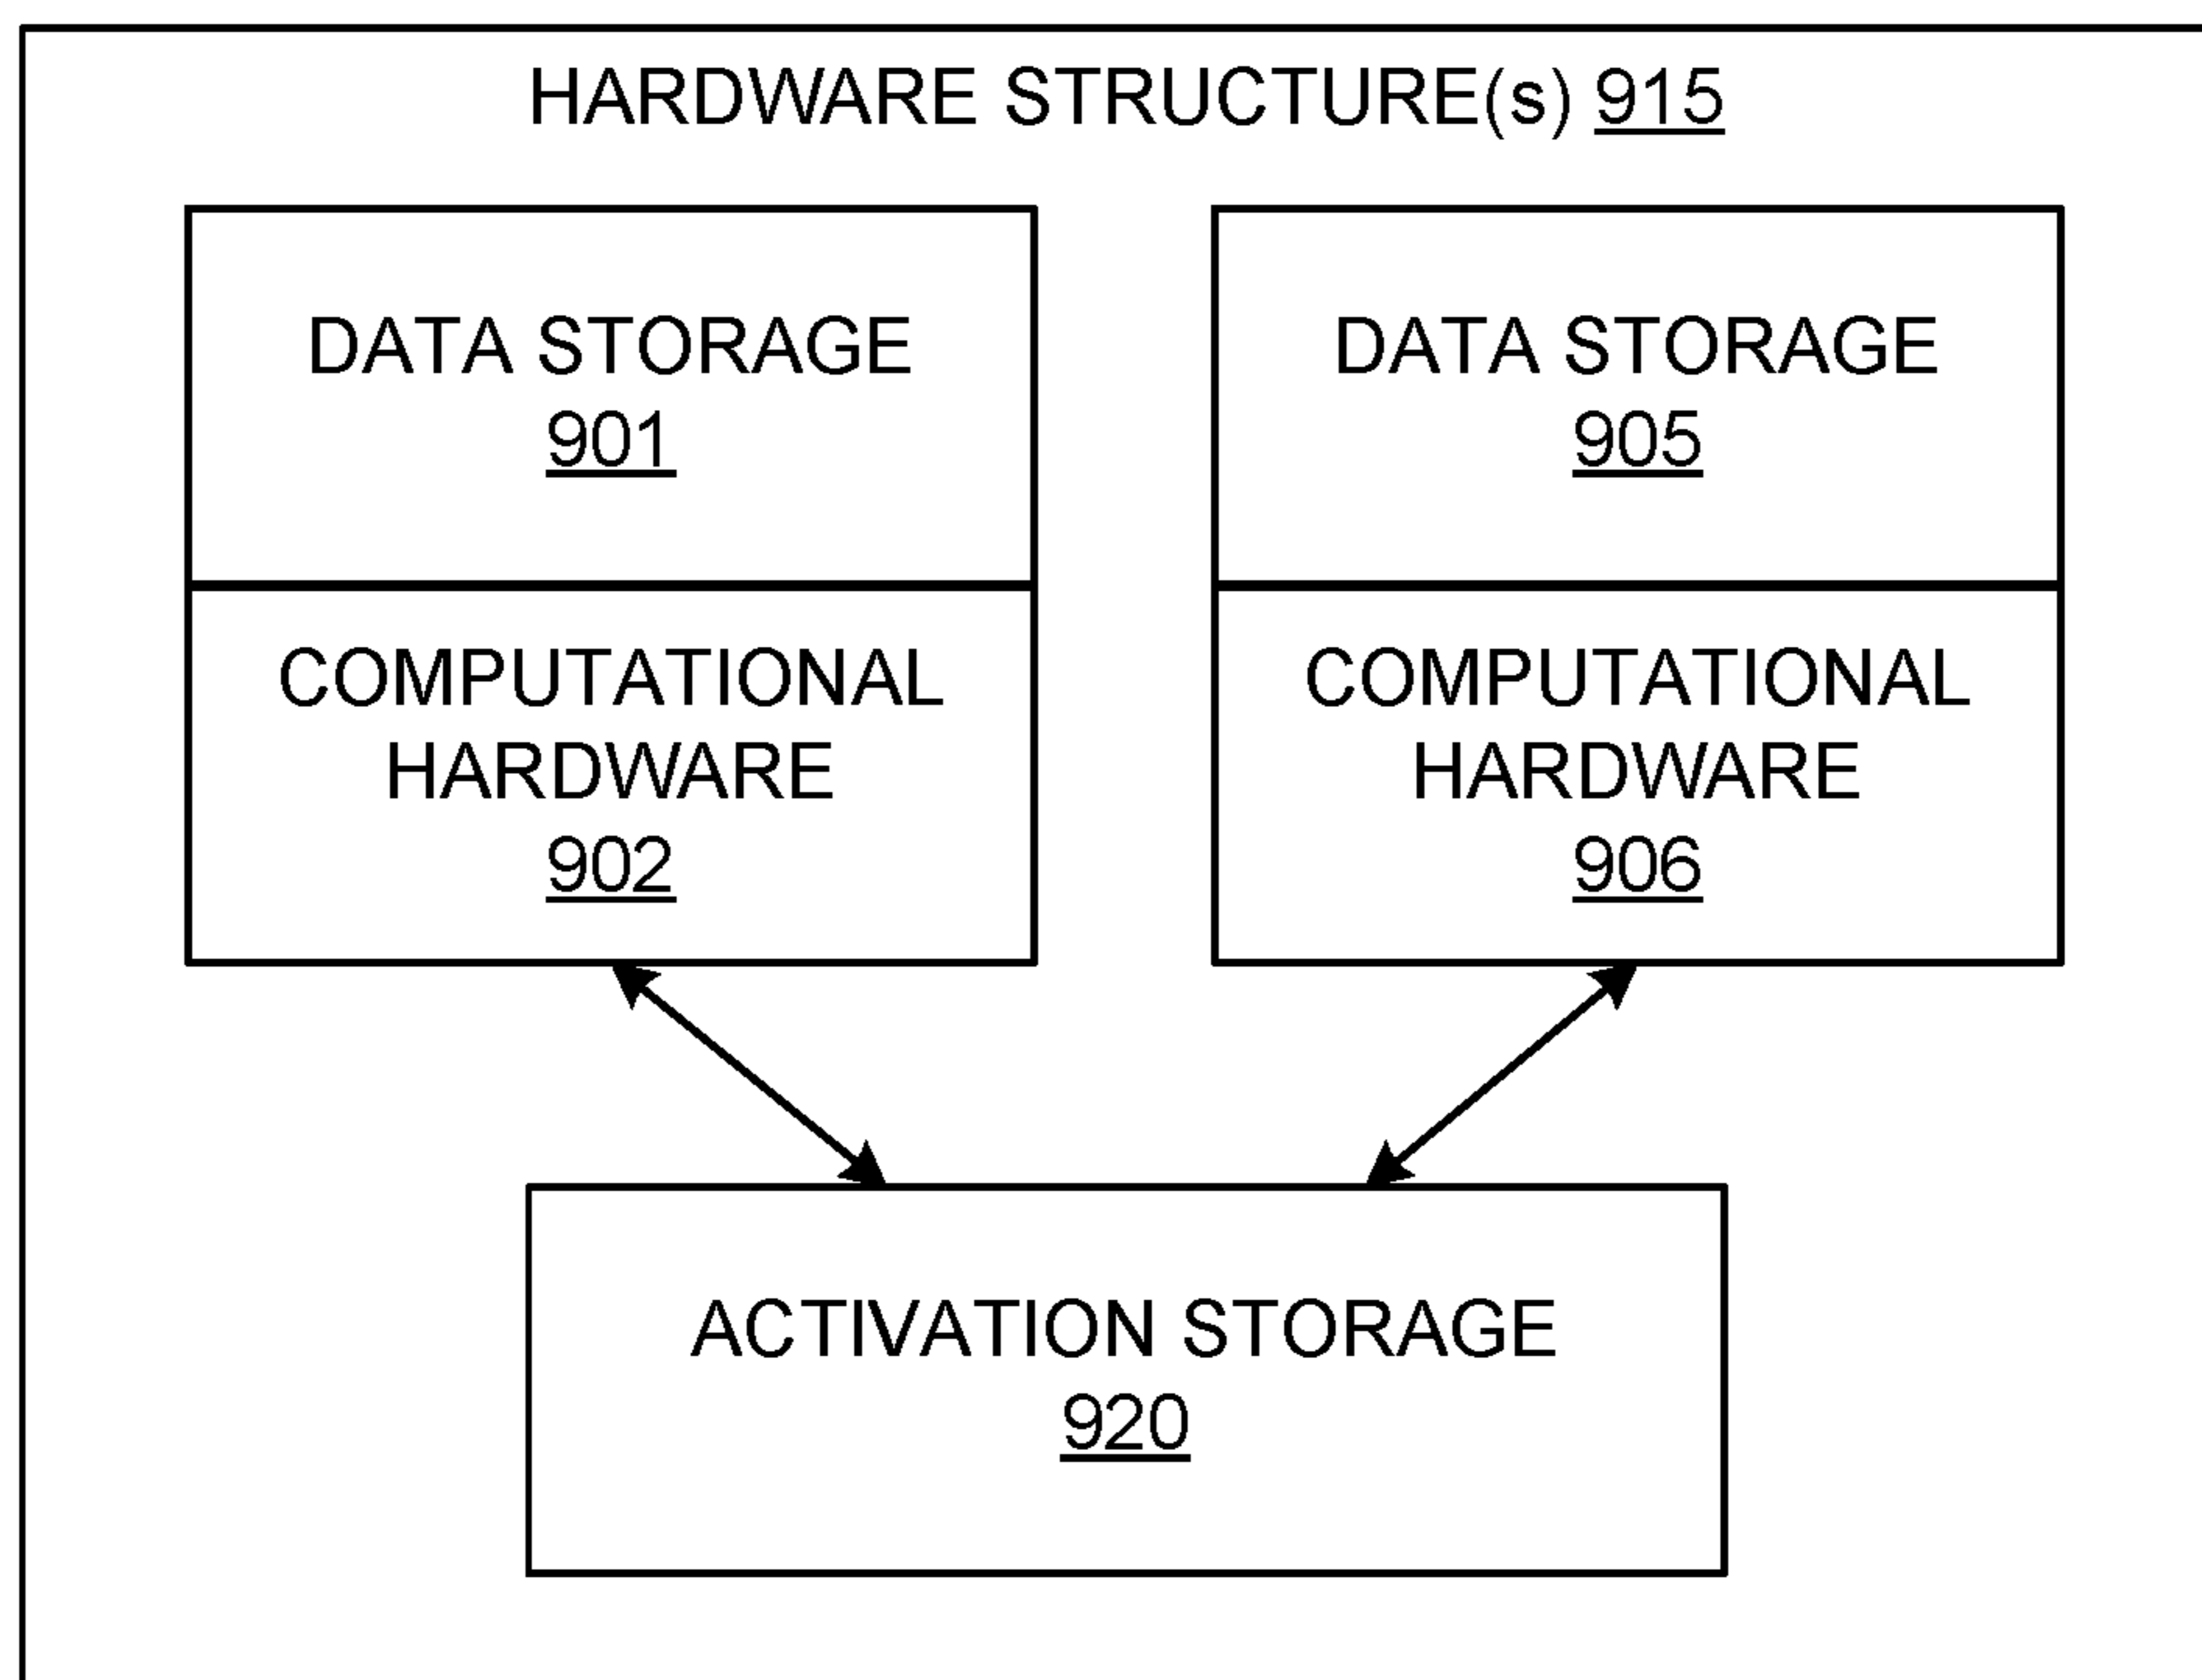 HARDWARE STRUCTURE(s) 915
DATA STORAGE
901
COMPUTATIONAL
HARDWARE
902
DATA STORAGE
905
COMPUTATIONAL
HARDWARE
906
ACTIVATION STORAGE
920